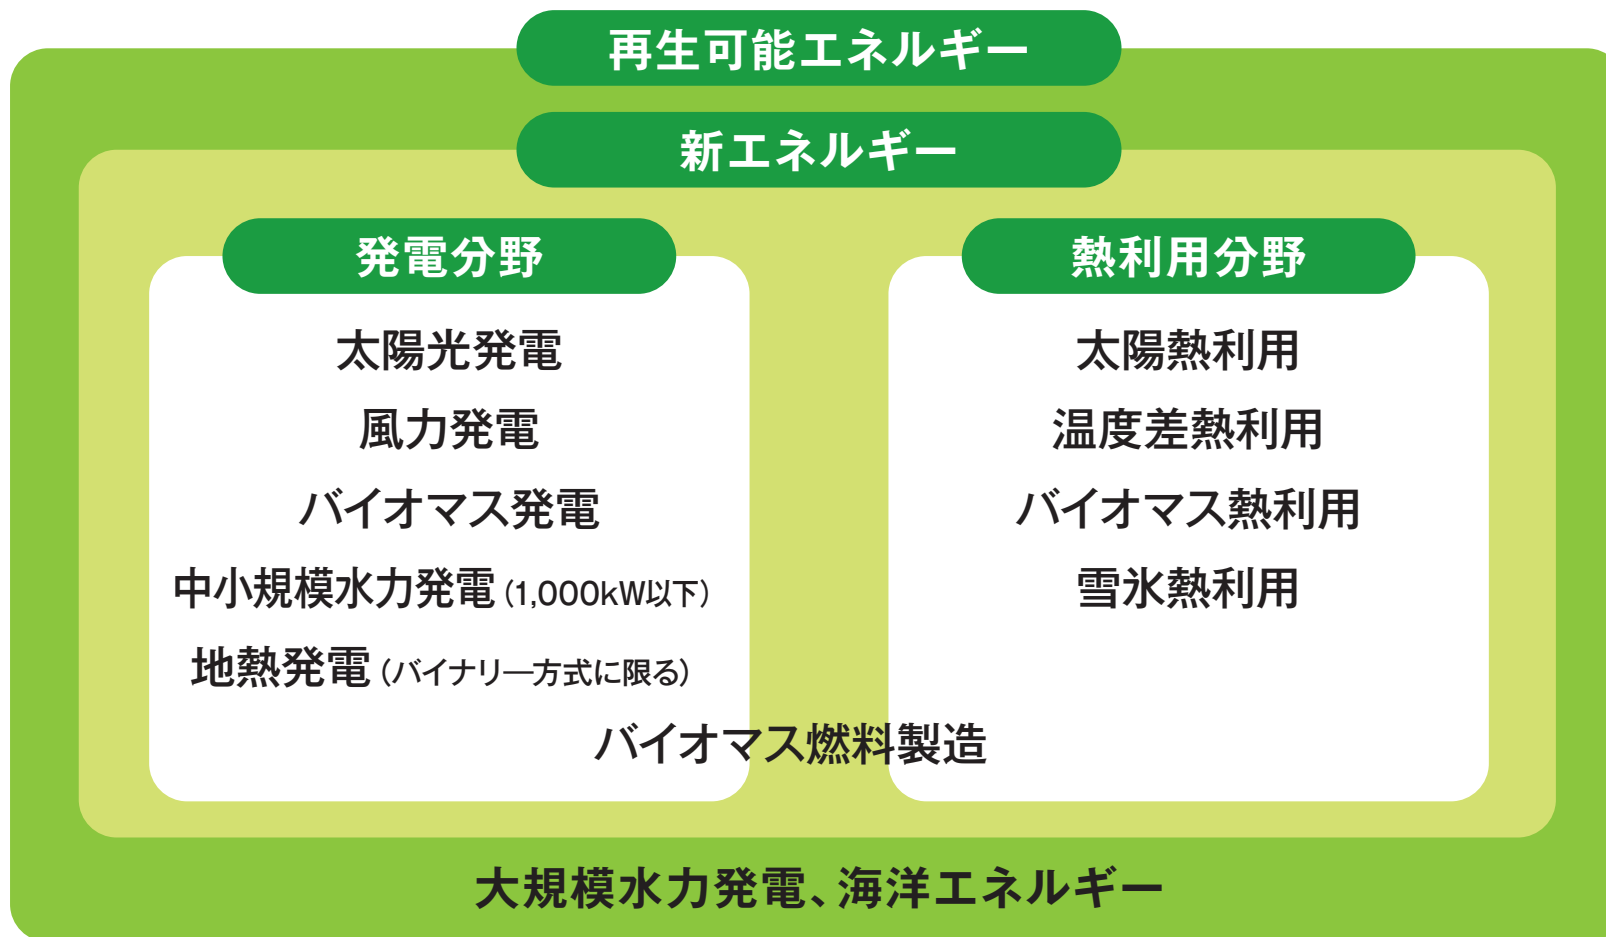 再生可能エネルギー
新エネルギー
発電分野
太陽光発電
風力発電
バイオマス発電
中小規模水力発電（1,000kW以下）
地熱発電（バイナリー方式に限る）
熱利用分野
太陽熱利用
温度差熱利用
バイオマス熱利用
雪氷熱利用
バイオマス燃料製造
大規模水力発電、海洋エネルギー